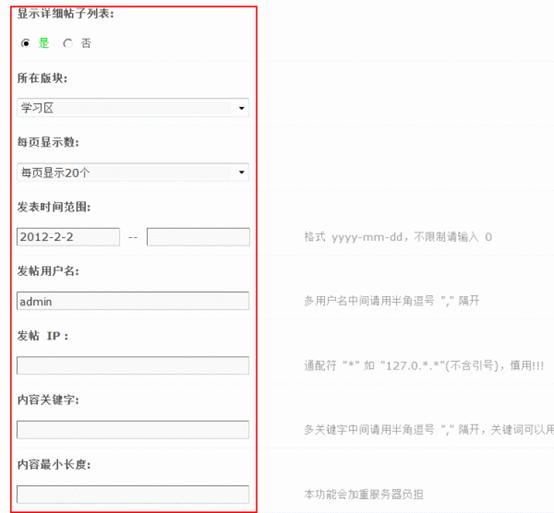 显示详细帖子列表:
是 否
所在版块:
学习区
每页显示数:
每页显示20个
发表时间范围:
2012-2-2 -- 格式 yyyy-mm-dd，不限制请输入 0
发帖用户名:
admin 多用户名中间请用半角逗号 "," 隔开
发帖 IP :
通配符 "*" 如 "127.0.*.*"(不含引号)，慎用!!!
内容关键字:
多关键字中间请用半角逗号 "," 隔开，关键词可以用
内容最小长度:
本功能会加重服务器负担